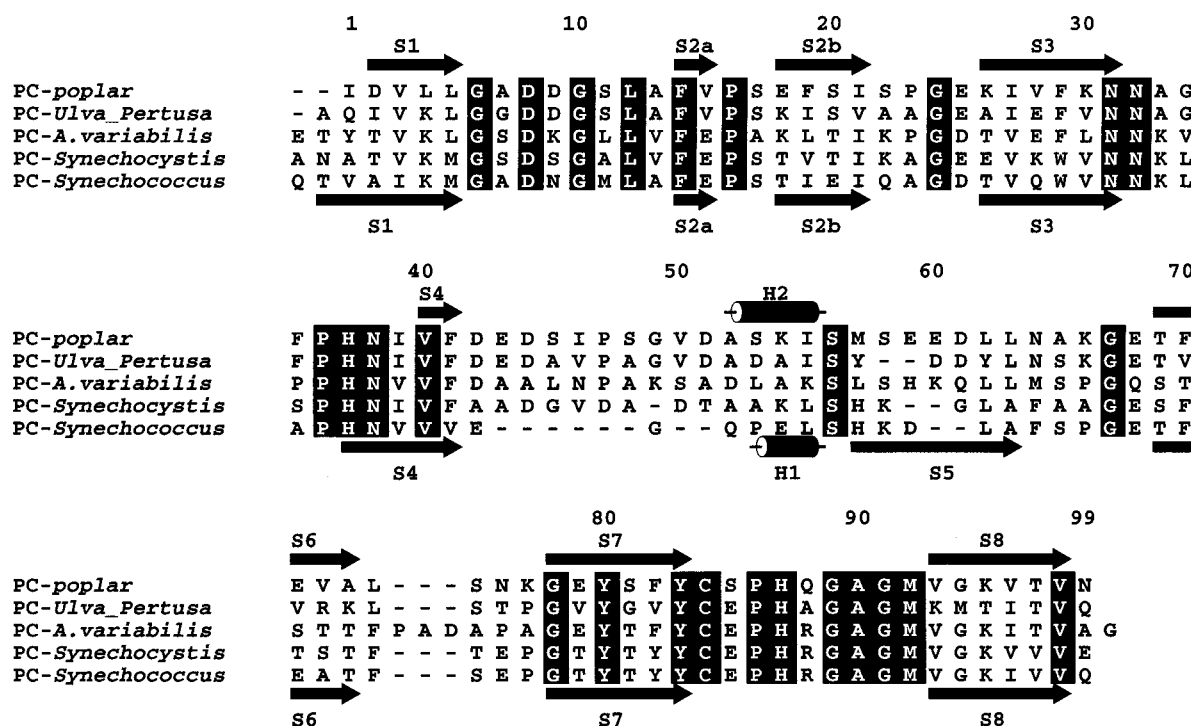 1 10 20 30
S1 S2a S2b S3
PC-poplar - - I D V L L G A D D G S L A F V P S E F S I S P G E K I V F K N N A G
PC-Ulva_Pertusa - A Q I V K L G G D D G S L A F V P S K I S V A A G E A I E F V N N A G
PC-A.variabilis E T Y T V K L G S D K G L L V F E P A K L T I K P G D T V E F L N N K V
PC-Synechocystis A N A T V K M G S D S G A L V F E P S T V T I K A G E E V K W V N N K L
PC-Synechococcus Q T V A I K M G A D N G M L A F E P S T I E I Q A G D T V Q W V N N K L
S1 S2a S2b S3
40 50 60 70
S4 H2
PC-poplar F P H N I V F D E D S I P S G V D A S K I S M S E E D L L N A K G E T F
PC-Ulva_Pertusa F P H N I V F D E D A V P A G V D A D A I S Y - D D Y L N S K G E T V
PC-A.variabilis P P H N V V F D A A L N P A K S A D L A K S L S H K Q L L M S P G Q S T
PC-Synechocystis S P H N I V F A A D G V D A - D T A A K L S H K - - G L A F A A G E S F
PC-Synechococcus A P H N V V V E - - - - - - G - - Q P E L S H K D - - L A F S P G E T F
S4 H1 S5
80 90 99
S6 S7 S8
PC-poplar E V A L - - - S N K G E Y S F Y C S P H Q G A G M V G K V T V N
PC-Ulva_Pertusa V R K L - - - S T P G V Y G V Y C E P H A G A G M K M T I T V Q
PC-A.variabilis S T T F P A D A P A G E Y T F Y C E P H R G A G M V G K I T V A G
PC-Synechocystis T S T F - - - T E P G T Y T Y Y C E P H R G A G M V G K V V V E
PC-Synechococcus E A T F - - - S E P G T Y T Y Y C E P H R G A G M V G K I V V Q
S6 S7 S8